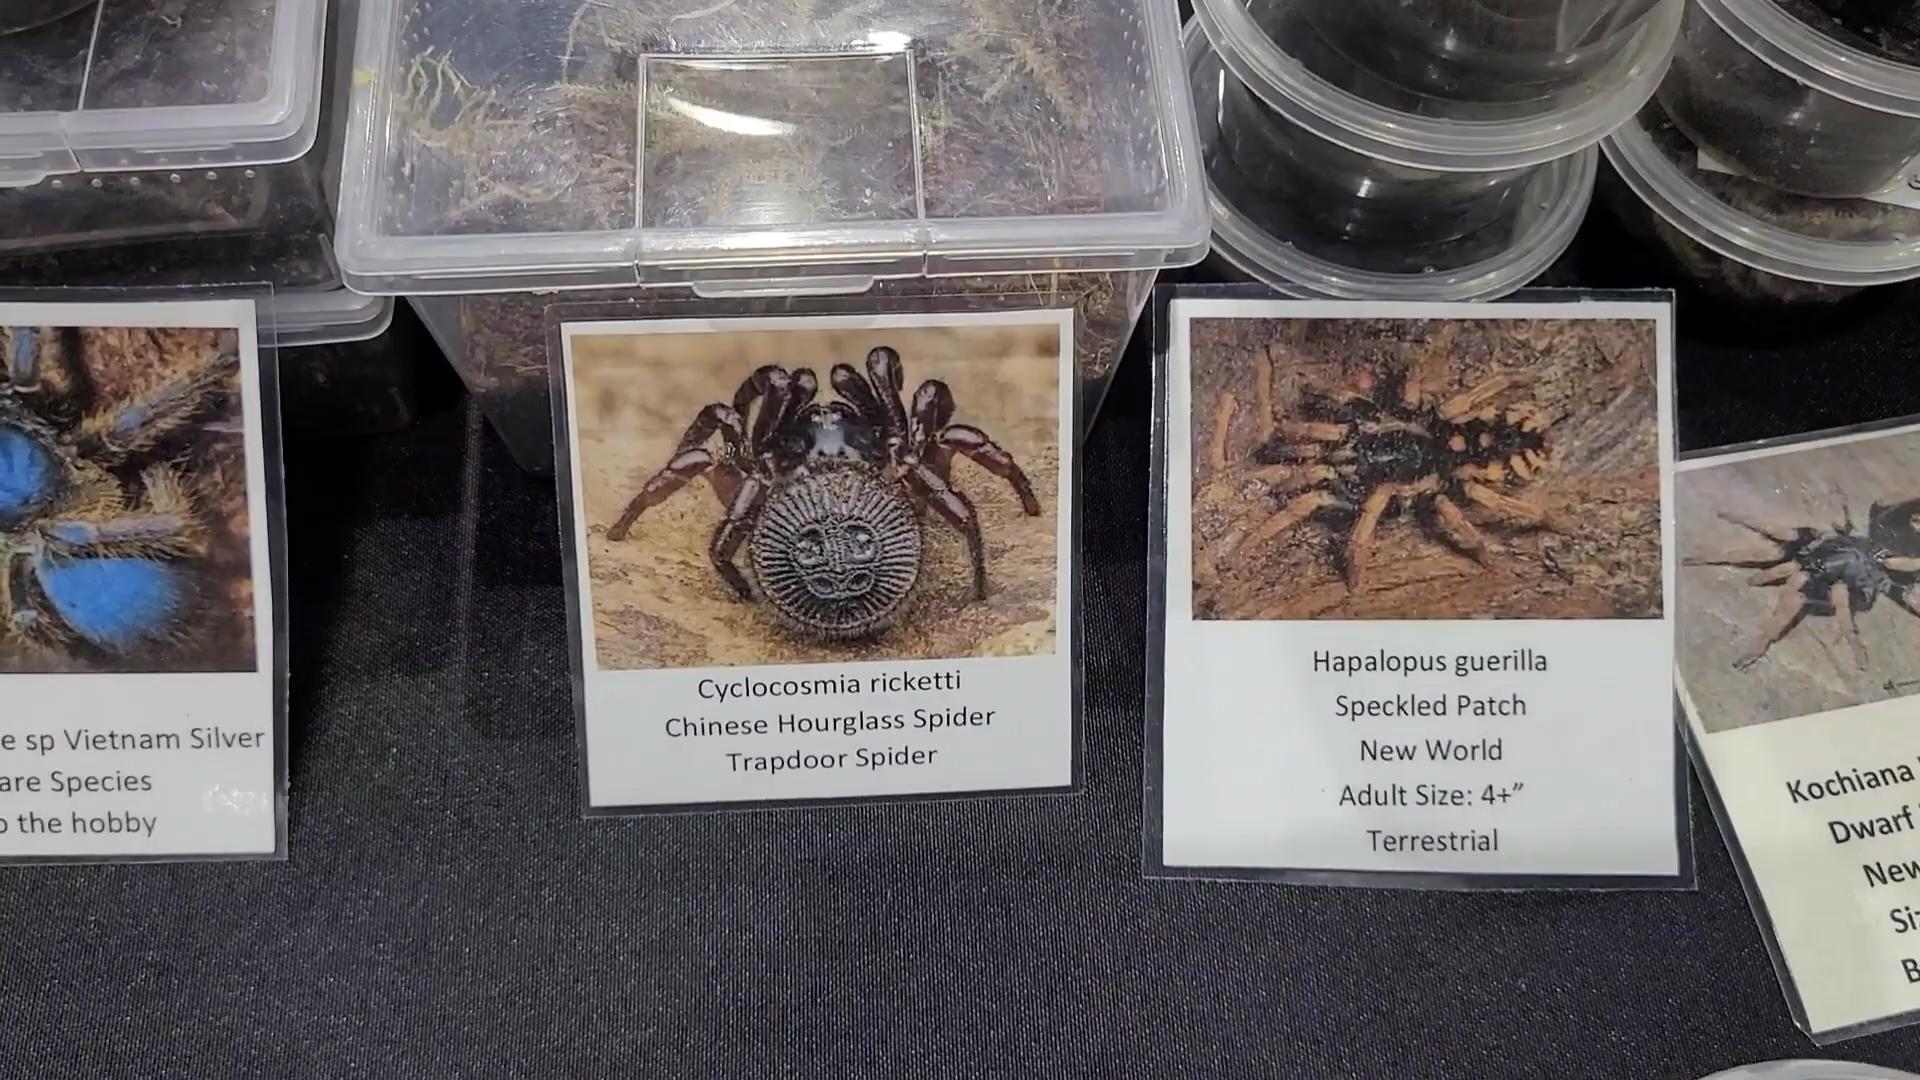 e sp Vietnam Silver
are Species
o the hobby
Cyclocosmia ricketti
Chinese Hourglass Spider
Trapdoor Spider
Hapalopus guerilla
Speckled Patch
New World
Adult Size: 4+”
Terrestrial
Kochiana
Dwarf
New
Siz
B